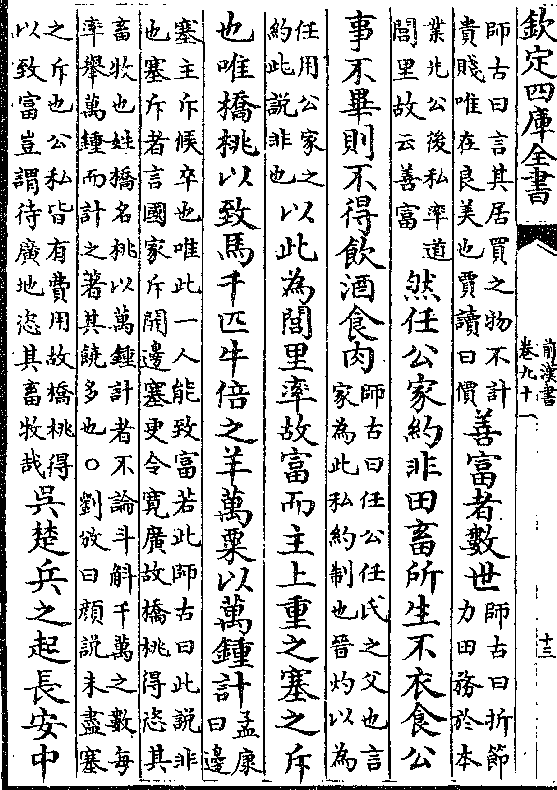 欽定四庫全書
前漢書
卷九十一
十三
師古曰言其居買之物不計
貴賤唯在良美也賈讀曰價
善富者數世
師古曰折節
力田務於本
業先公後私率道
閭里故云善富
然任公家約非田畜所生不衣食公
事不畢則不得飲酒食肉
師古曰任公任氏之父也言
家為此私約制也晉灼以為
任用公家之
約此説非也
以此為閭里率故富而主上重之塞之斥
也唯橋桃以致馬千匹牛倍之羊萬粟以萬鍾計
孟康
曰邊
塞主斥候卒也唯此一人能致富若此師古曰此説非
也塞斥者言國家斥開邊塞更令寛廣故橋桃得恣其
畜牧也姓橋名桃以萬鍾計者不論斗斛千萬之數每
率舉萬鍾而計之著其饒多也○劉攽曰顔説未盡塞
之斥也公私皆有費用故橋桃得
以致富豈謂待廣地恣其畜牧哉
吳楚兵之起長安中